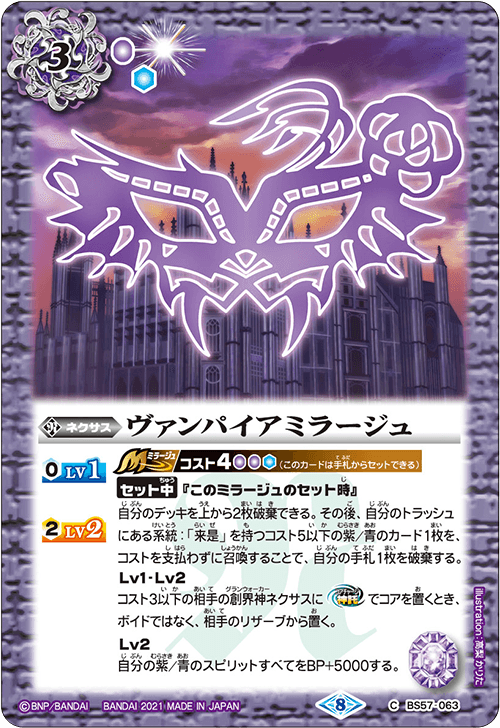 3
ネクサス ヴァンパイアミラージュ
0 LV1
M ミラージュ コスト4 (このカードは手札からセットできる)
セット中『このミラージュのセット時』
自分のデッキを上から2枚破棄できる。その後、自分のトラッシュ
にある系統:「来是」を持つコスト5以下の紫/青のカード1枚を、
コストを支払わずに召喚することで、自分の手札1枚を破棄する。
2 LV2
Lv1・Lv2
コスト3以下の相手の創界神ネクサスに《神託》でコアを置くとき、
ボイドではなく、相手のリザーブから置く。
Lv2
自分の紫/青のスピリットすべてをBP+5000する。
©BNP/BANDAI BANDAI 2021 MADE IN JAPAN
8
C BS57-063